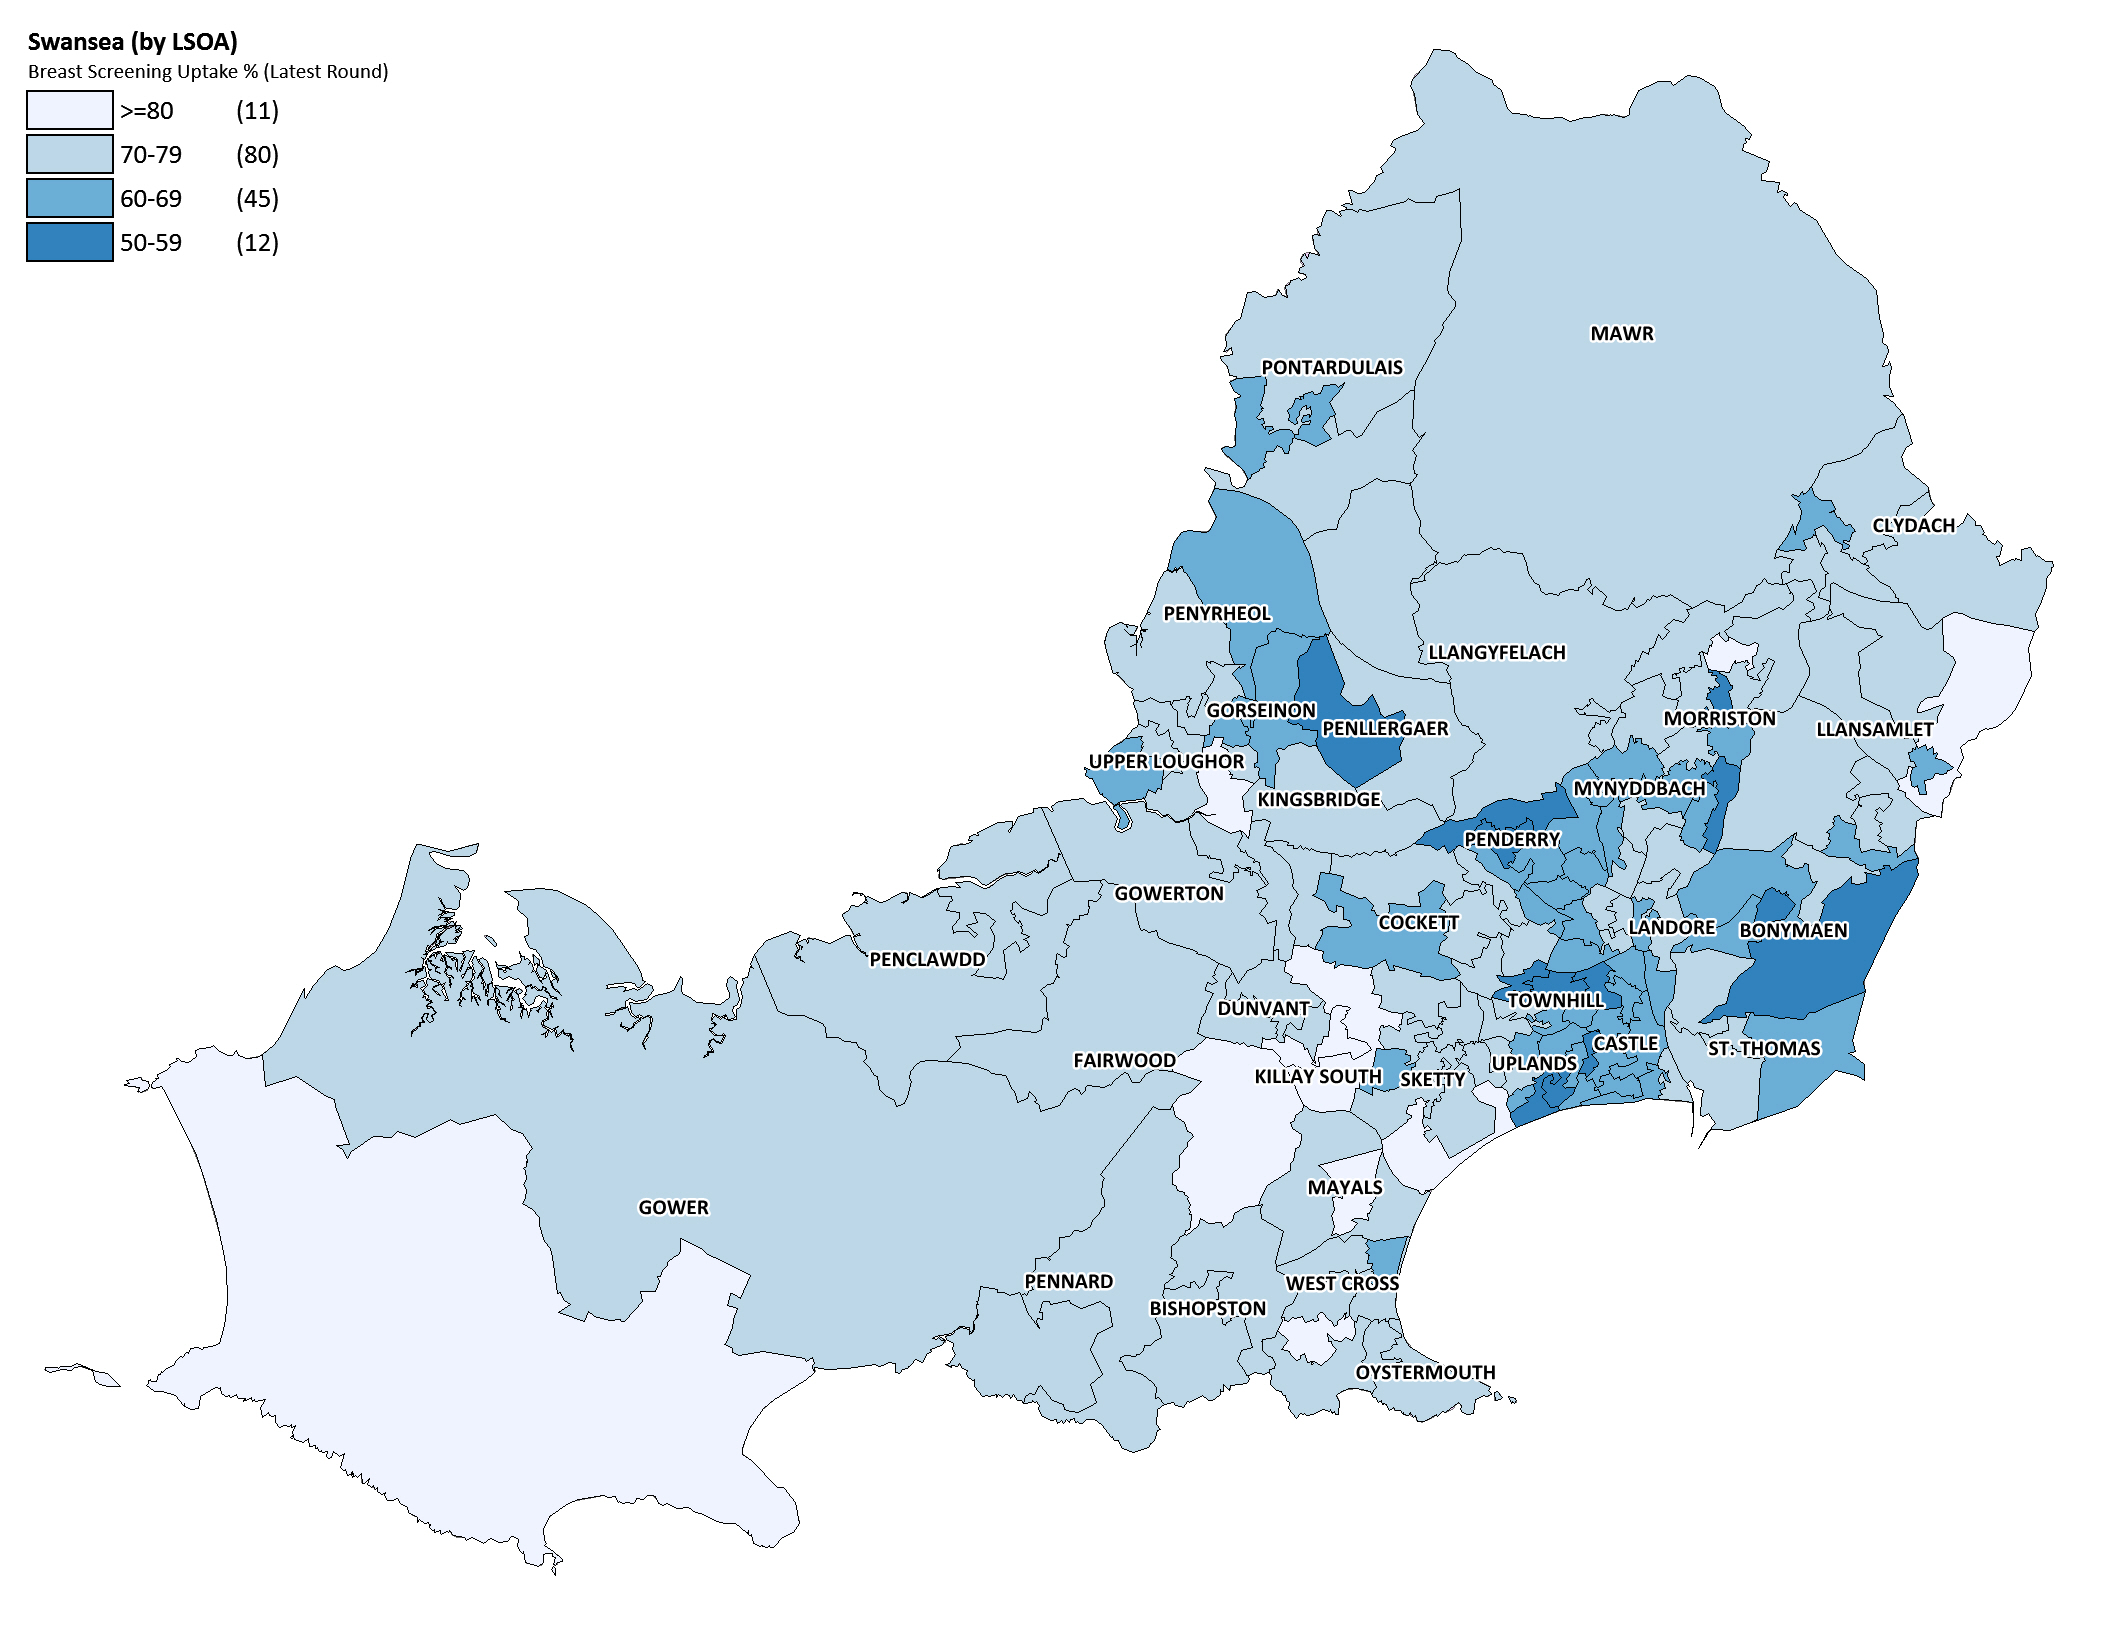 Swansea (by LSOA)
Breast Screening Uptake % (Latest Round)
>=80 (11)
70-79 (80)
60-69 (45)
50-59 (12)
MAWR
PONTARDULAIS
CLYDACH
PENYRHEOL
LLANGYFELACH
GORSEINON
MORRISTON
PENLLERGAER
LLANSAMLET
UPPER LOUGHOR
MYNYDDBACH
KINGSBRIDGE
PENDERRY
GOWERTON
COCKETT
LANDORE
BONYMAEN
PENCLAWDD
TOWNHILL
DUNVANT
CASTLE
ST. THOMAS
FAIRWOOD
UPLANDS
KILLAY SOUTH
SKETTY
MAYALS
GOWER
PENNARD
WEST CROSS
BISHOPSTON
OYSTERMOUTH